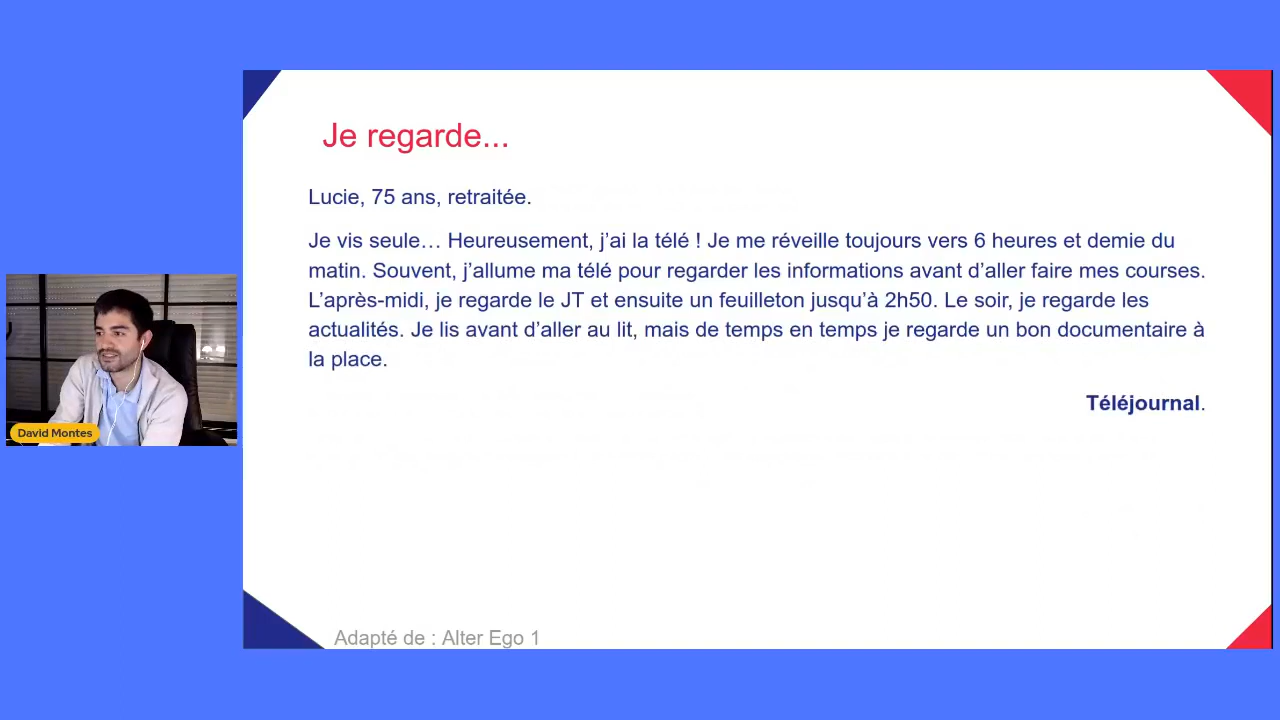 Je regarde...
Lucie, 75 ans, retraitée.
Je vis seule… Heureusement, j’ai la télé ! Je me réveille toujours vers 6 heures et demie du
matin. Souvent, j’allume ma télé pour regarder les informations avant d’aller faire mes courses.
L’après-midi, je regarde le JT et ensuite un feuilleton jusqu’à 2h50. Le soir, je regarde les
actualités. Je lis avant d’aller au lit, mais de temps en temps je regarde un bon documentaire à
la place.
Téléjournal.
David Montes
Adapté de : Alter Ego 1